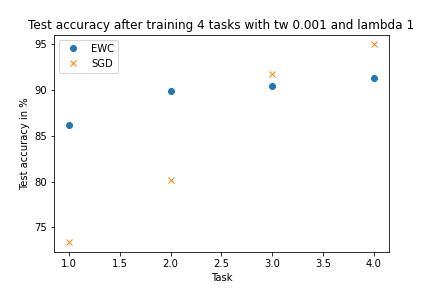 Test accuracy after training 4 tasks with tw 0.001 and lambda 1
EWC
SGD
95
90
85
80
75
Test accuracy in %
1.0 1.5 2.0 2.5 3.0 3.5 4.0
Task